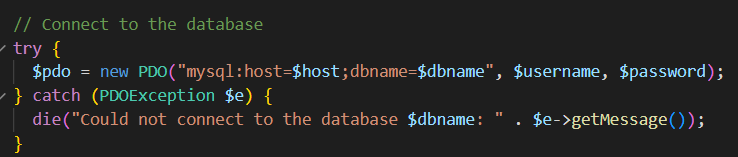 // Connect to the database
try {
  $pdo = new PDO("mysql:host=$host;dbname=$dbname", $username, $password);
} catch (PDOException $e) {
  die("Could not connect to the database $dbname: " . $e->getMessage());
}